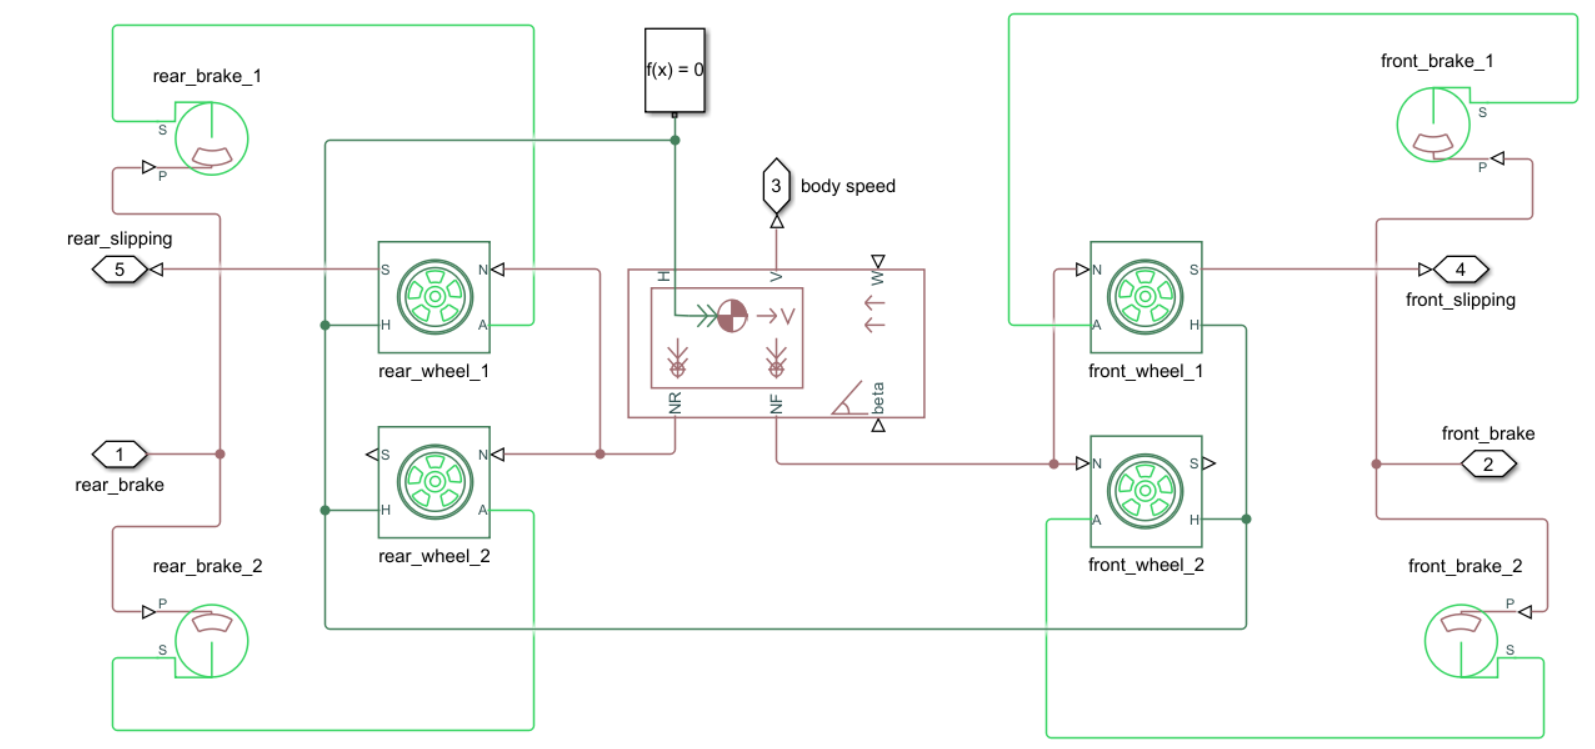 f(x) = 0
rear_brake_1
S
P
front_brake_1
S
P
3
body speed
rear_slipping
5
S
N
H
A
rear_wheel_1
H
V
W
V
NR
NF
beta
N
S
A
H
front_wheel_1
4
front_slipping
1
rear_brake
S
N
H
A
rear_wheel_2
N
S
A
H
front_wheel_2
front_brake
2
rear_brake_2
P
S
front_brake_2
P
S